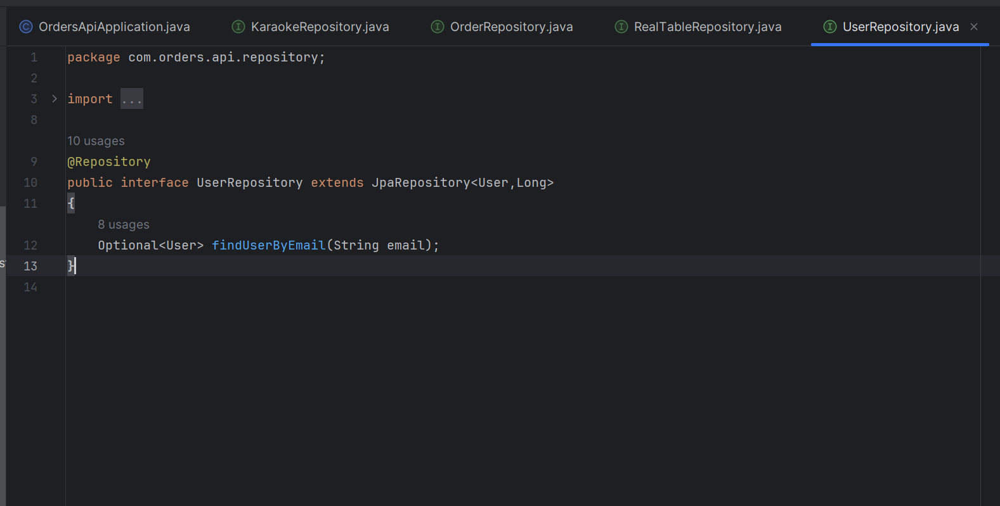 OrdersApiApplication.java KaraokeRepository.java OrderRepository.java RealTableRepository.java UserRepository.java
1 package com.orders.api.repository;
2
3 import ...
8
10 usages
9 @Repository
10 public interface UserRepository extends JpaRepository<User,Long>
11 {
8 usages
12 Optional<User> findUserByEmail(String email);
13 }
14